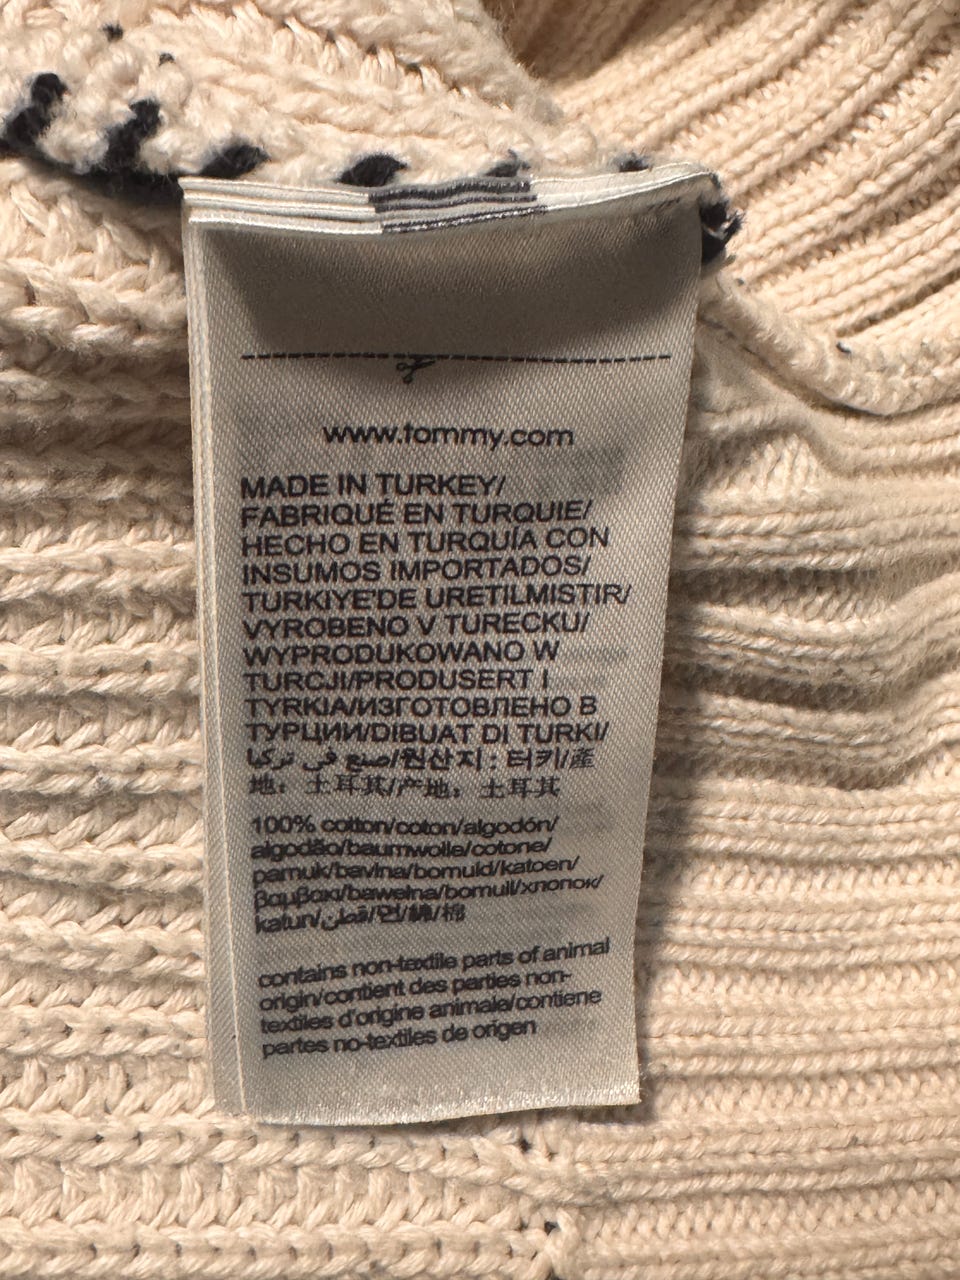 www.tommy.com
MADE IN TURKEY/
FABRIQUÉ EN TURQUIE/
HECHO EN TURQUÍA CON
INSUMOS IMPORTADOS/
TURKIYE'DE URETILMISTIR/
VYROBENO V TURECKU/
WYPRODUKOWANO W
TURCJI/PRODUSERT I
TYRKIA/ИЗГОТОВЛЕНО В
ТУРЦИИ/DIBUAT DI TURKI/
صنع في تركيا/원산지 : 터키/產
地：土耳其/产地：土耳其
100% cotton/coton/algodón/
algodão/baumwolle/cotone/
pamuk/bavlna/bomuld/katoen/
βαμβακι/bawełna/bomull/хлопок/
katun/قطن/면/綿/棉
contains non-textile parts of animal
origin/contient des parties non-
textiles d'origine animale/contiene
partes no-textiles de origen